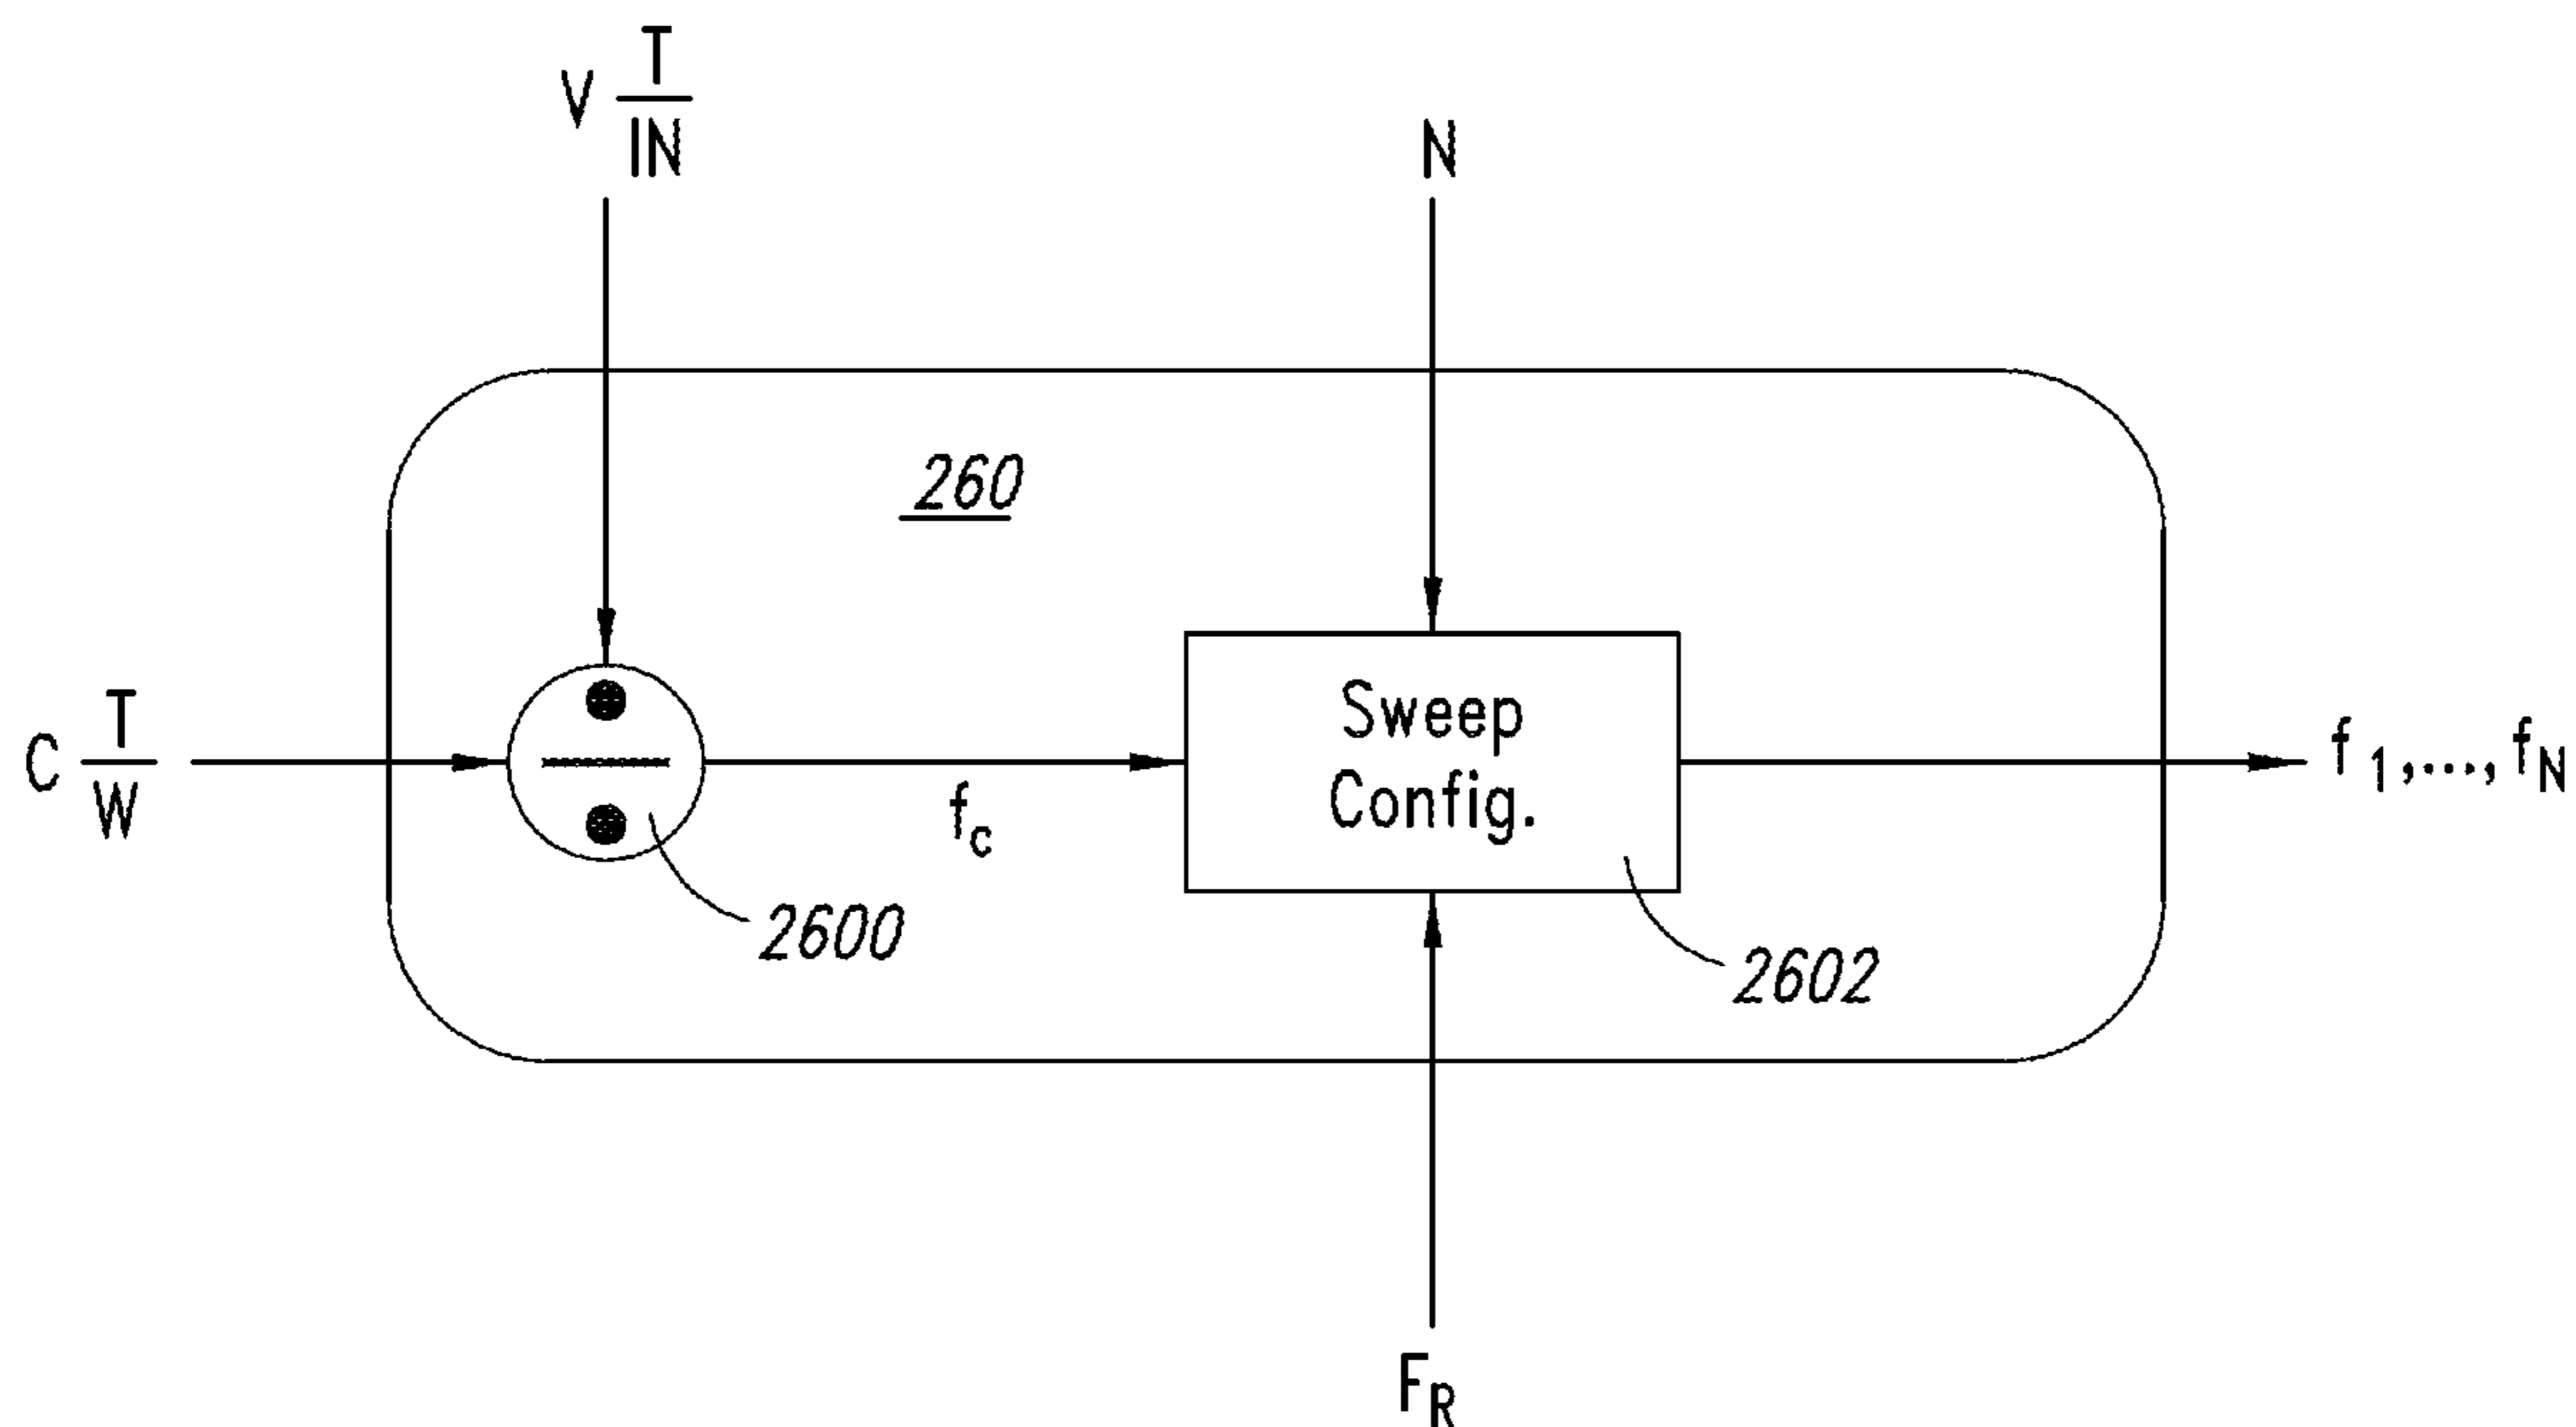 V T/IN
N
260
C T/W
fc
Sweep
Config.
f1,..., fN
2600
2602
FR